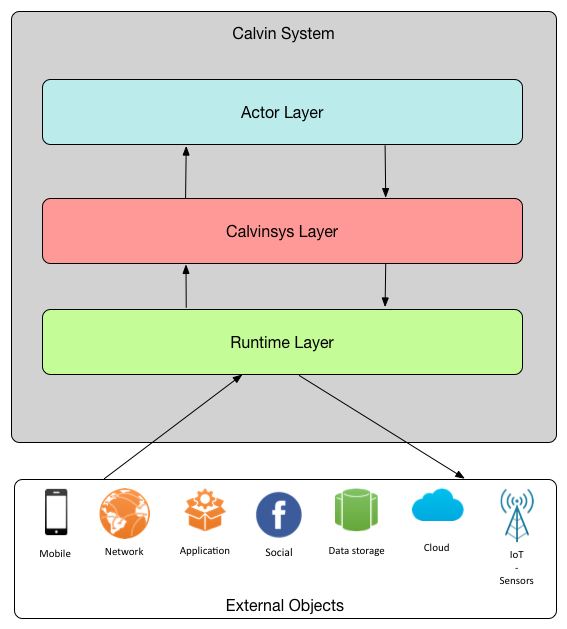 Calvin System
Actor Layer
Calvinsys Layer
Runtime Layer
Mobile
Network
Application
Social
Data storage
Cloud
IoT
-
Sensors
External Objects